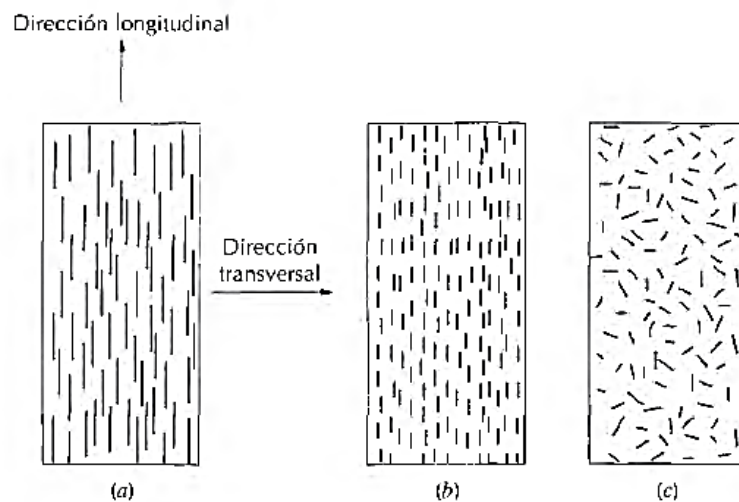 Dirección longitudinal
Dirección
transversal
(a)
(b)
(c)